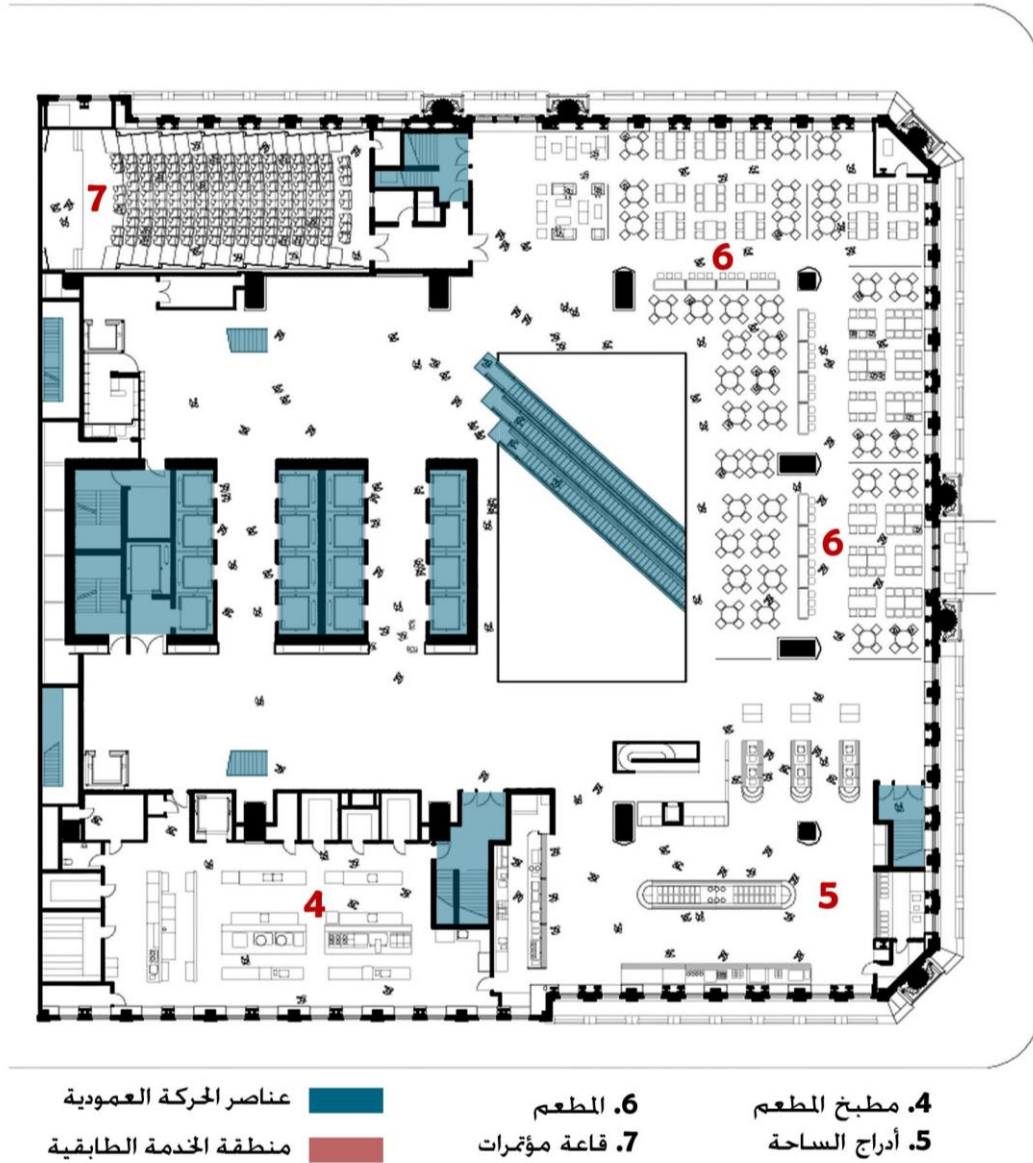 7
6
6
4
5
4. مطبخ المطعم
6. المطعم
عناصر الحركة العمودية
5. أدراج الساحة
7. قاعة مؤتمرات
منطقة الخدمة الطابقية